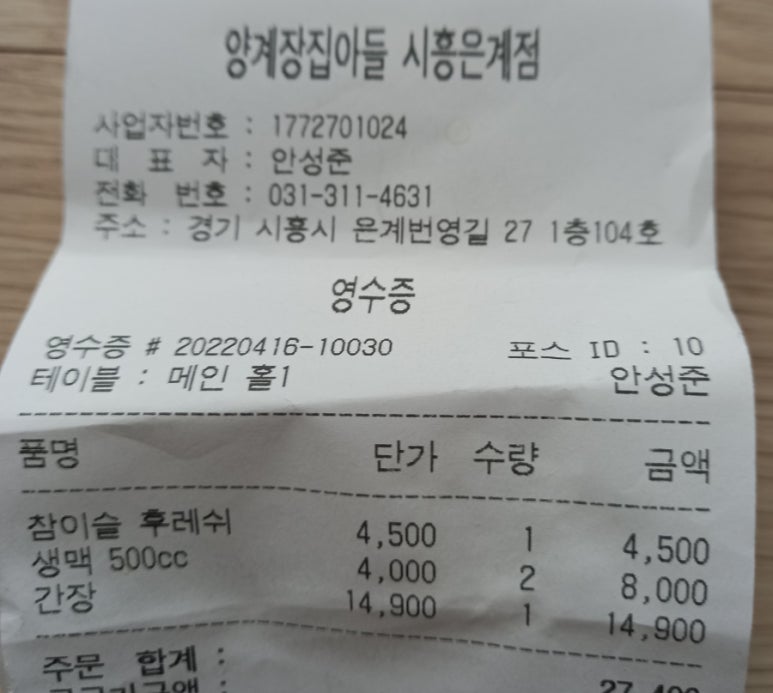 양계장집아들 시흥은계점
사업자번호 : 1772701024
대 표 자 : 안성준
전화 번호 : 031-311-4631
주소 : 경기 시흥시 은계번영길 27 1층104호
영수증
영수증 # 20220416-10030 포스 ID : 10
테이블 : 메인 홀1 안성준
품명 단가 수량 금액
참이슬 후레쉬 4,500 1 4,500
생맥 500cc 4,000 2 8,000
간장 14,900 1 14,900
주문 합계 :
27,400